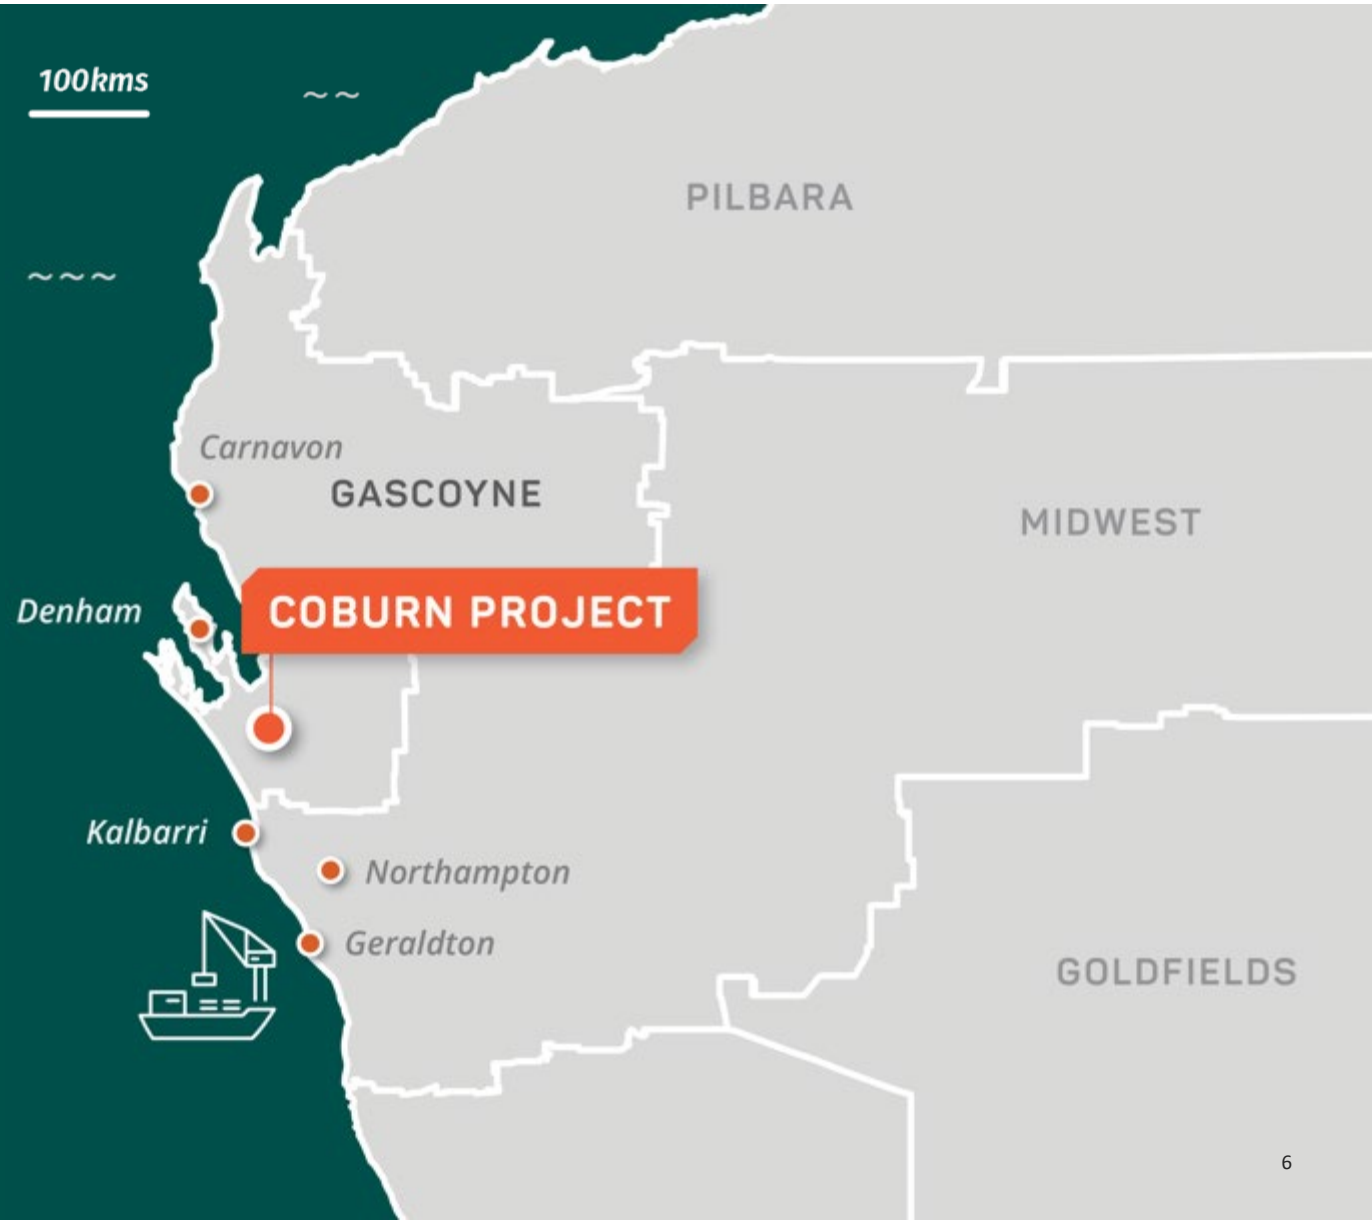 100kms
PILBARA
Carnavon
GASCOYNE
MIDWEST
Denham
COBURN PROJECT
Kalbarri
Northampton
Geraldton
GOLDFIELDS
6